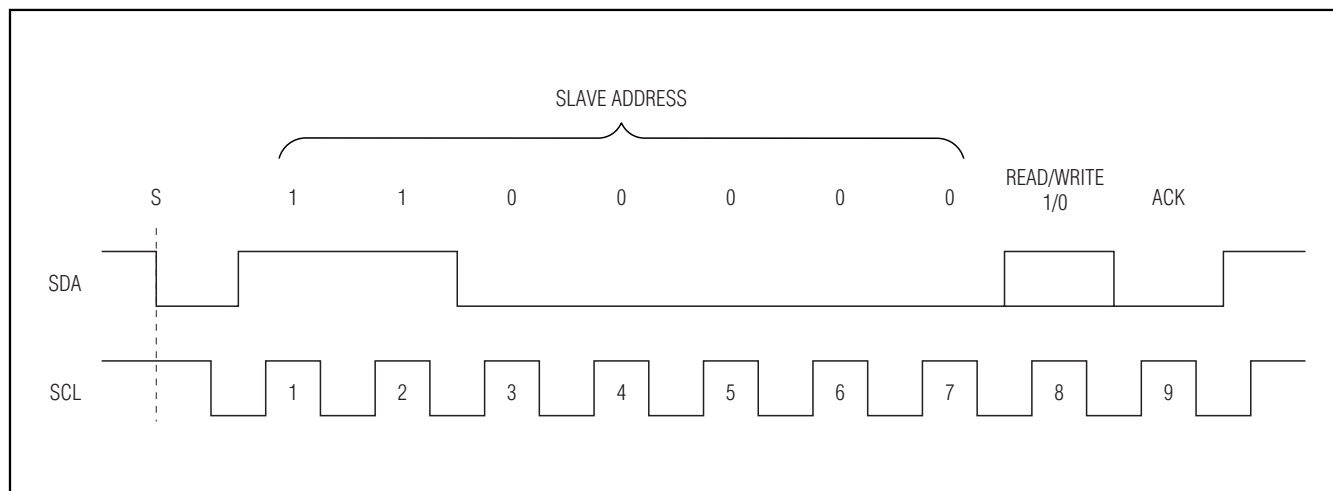 SLAVE ADDRESS
S 1 1 0 0 0 0 0 READ/WRITE 1/0 ACK
SDA
SCL 1 2 3 4 5 6 7 8 9